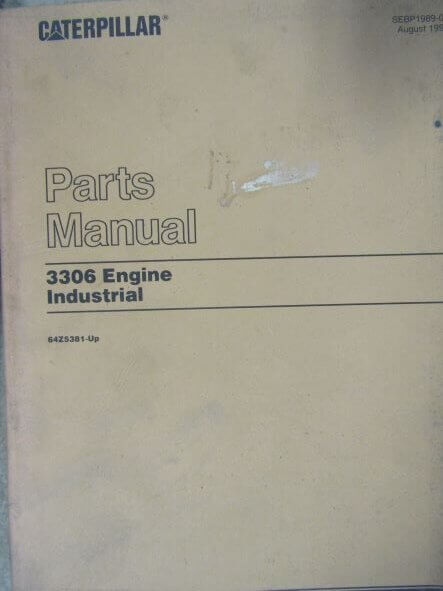 CATERPILLAR®
SEBP1989-0
August 199
Parts
Manual
3306 Engine
Industrial
64Z5381-Up